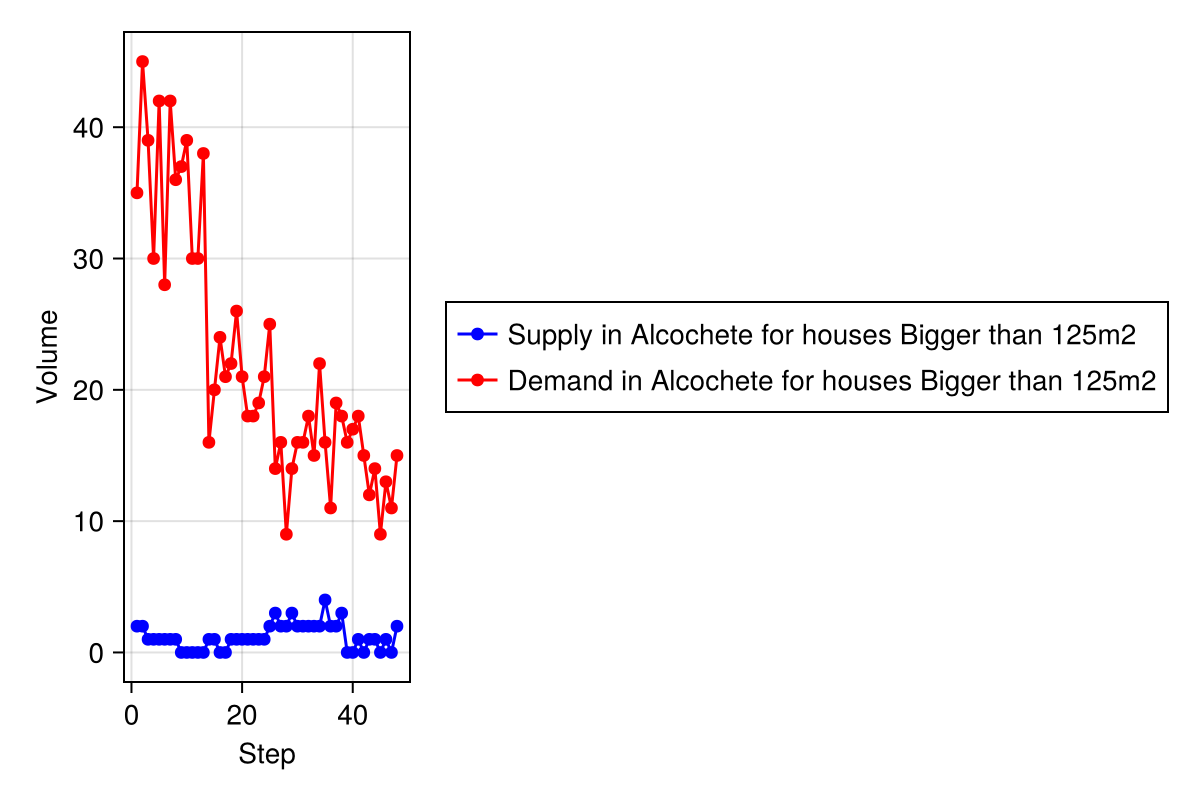 Volume
40
30
20
10
0
0 20 40
Step
Supply in Alcochete for houses Bigger than 125m2
Demand in Alcochete for houses Bigger than 125m2